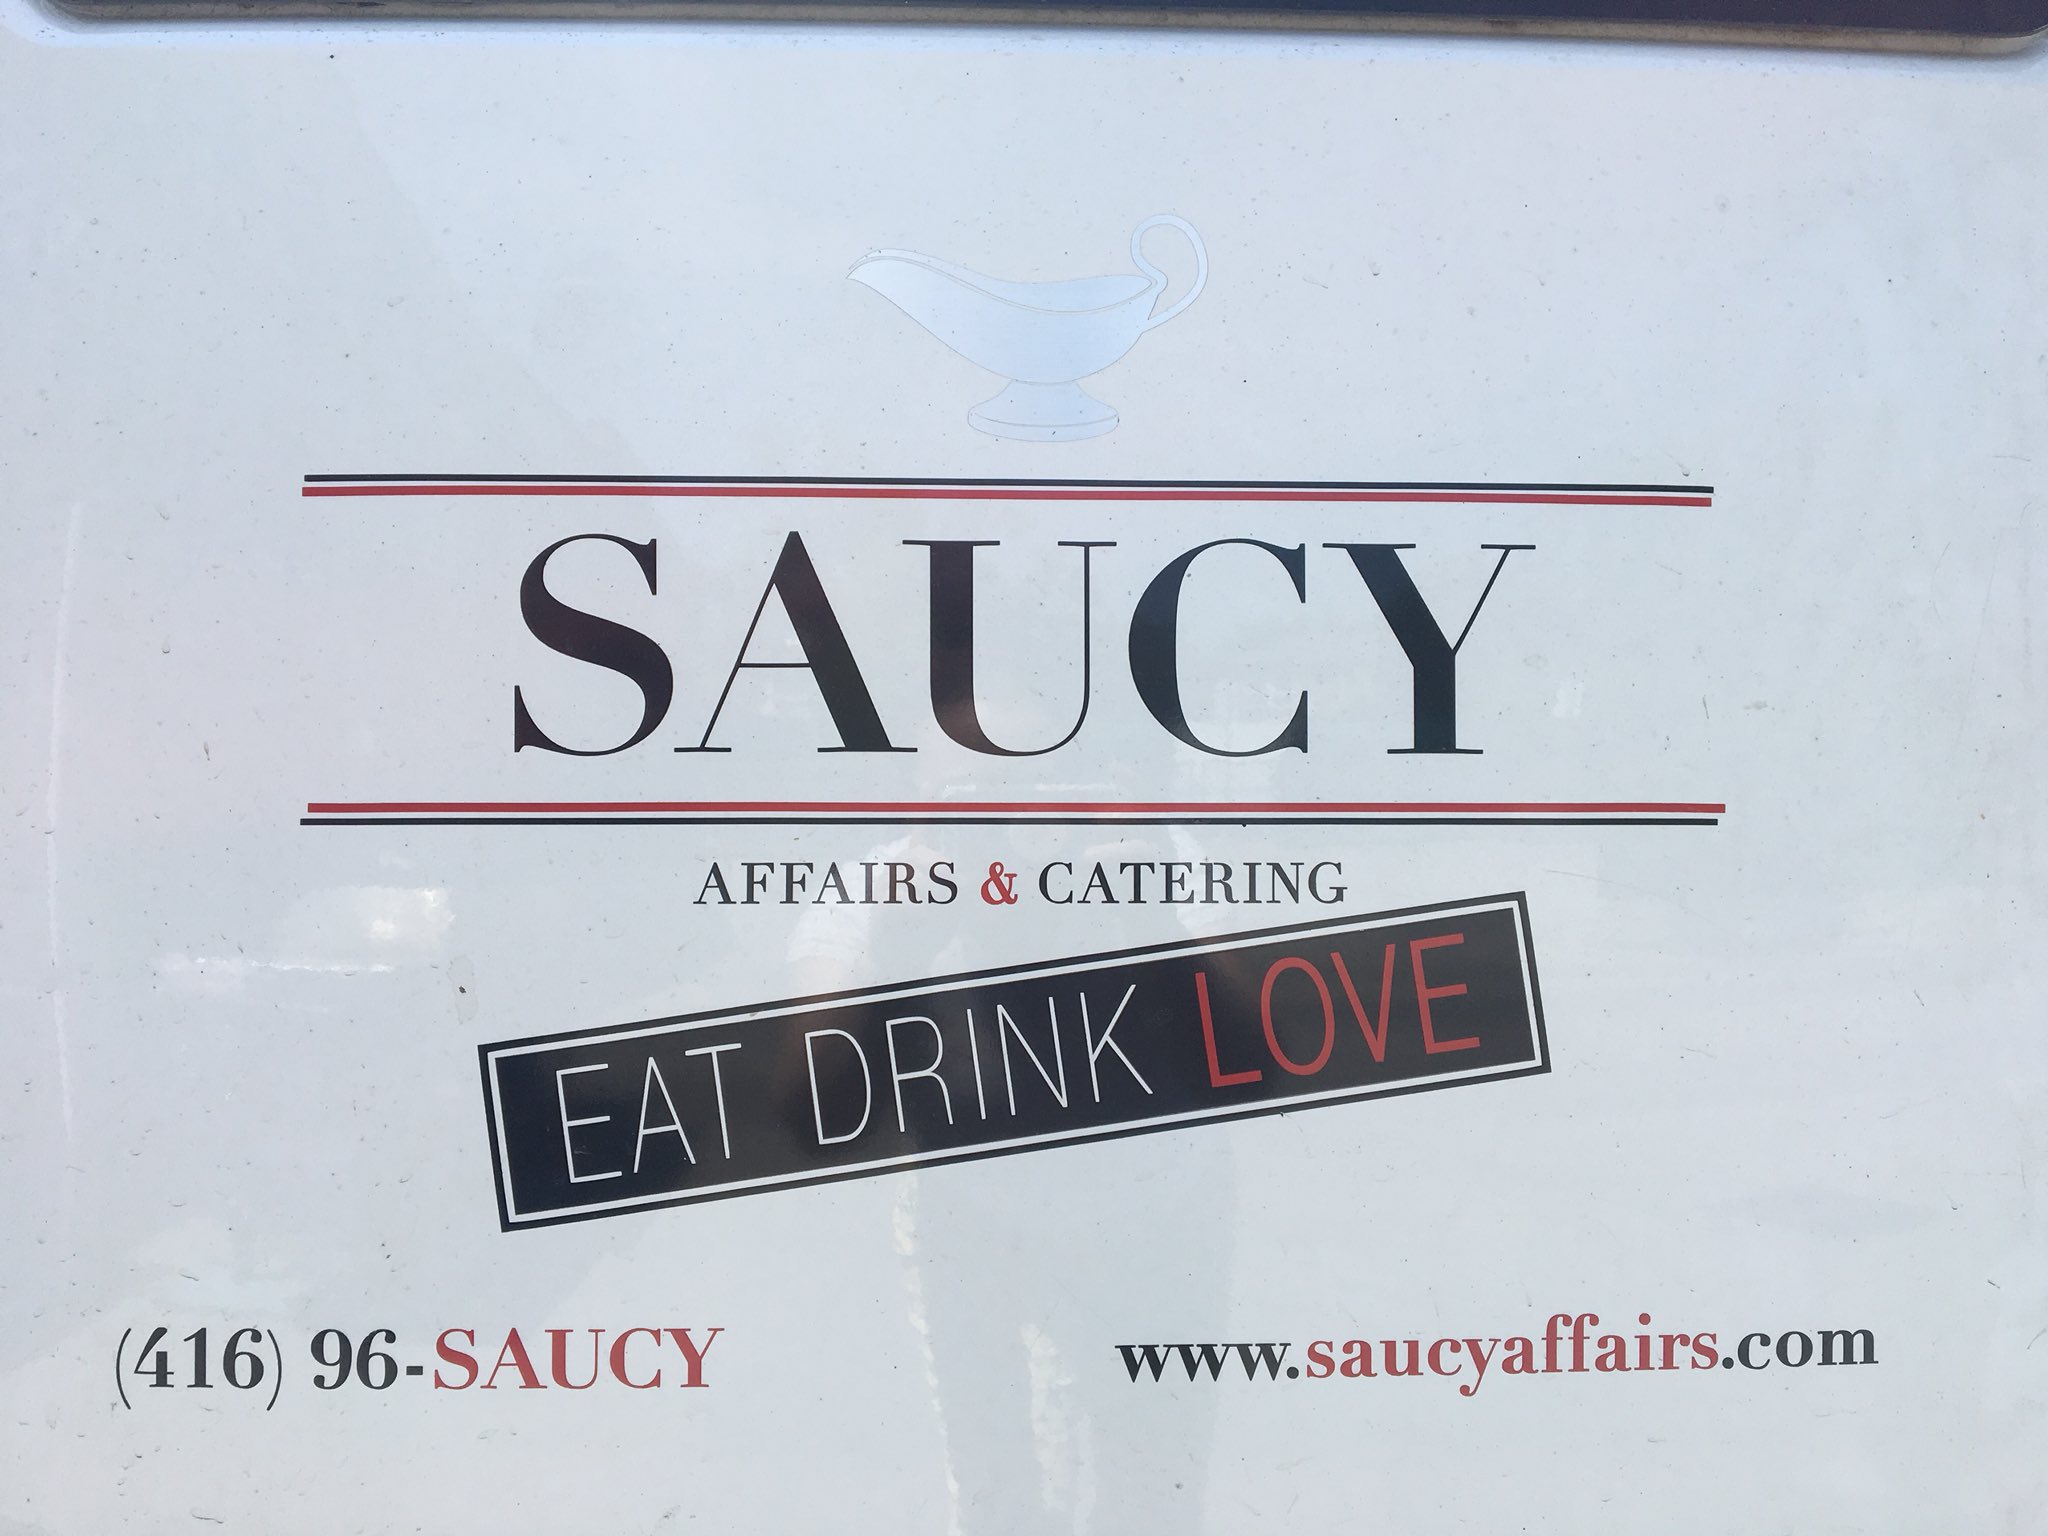 SAUCY
AFFAIRS & CATERING
EAT DRINK LOVE
(416) 96-SAUCY
www.saucyaffairs.com